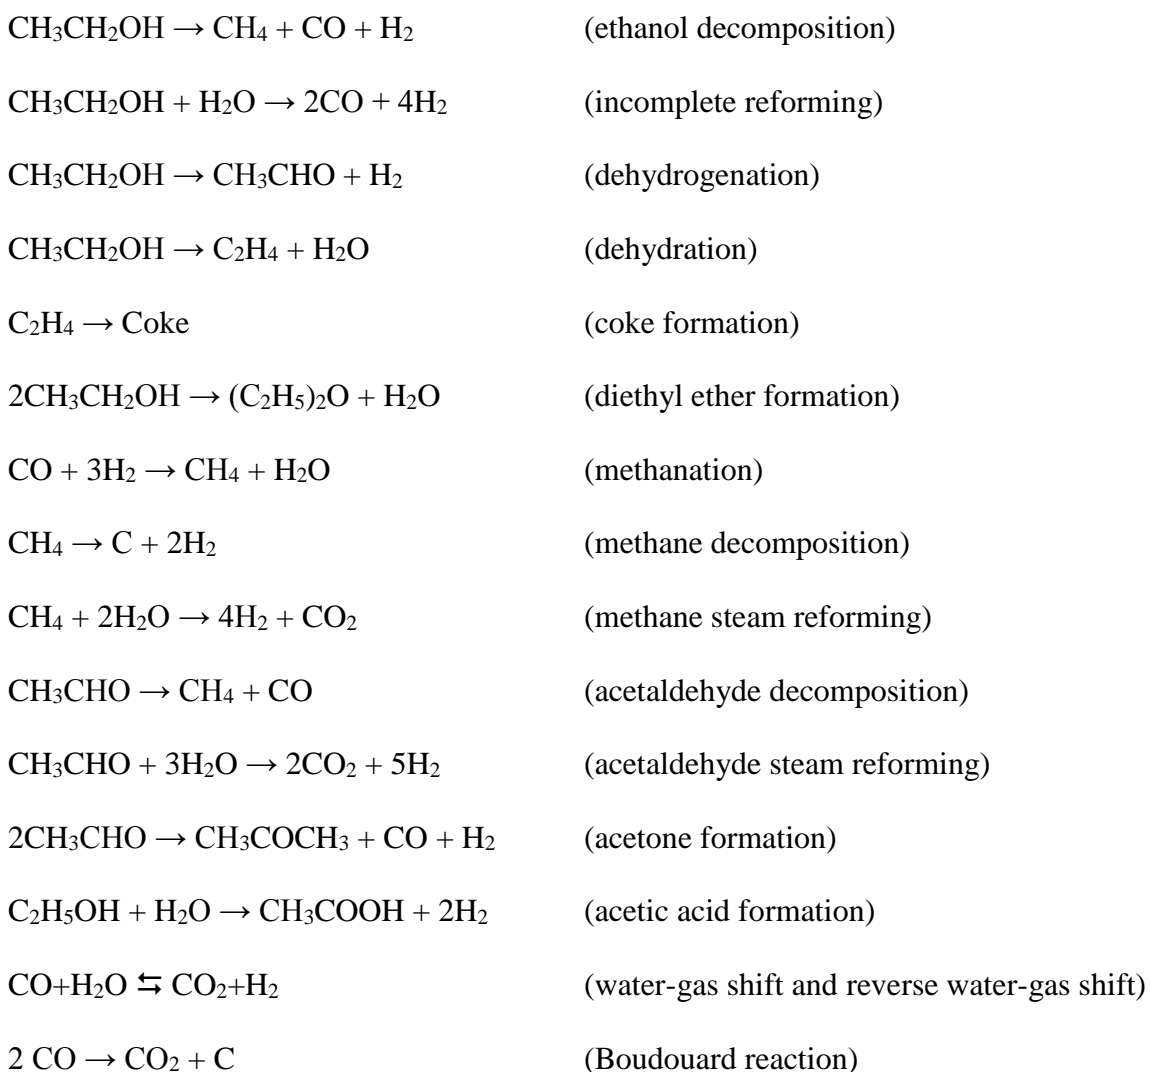 CH₃CH₂OH → CH₄ + CO + H₂ (ethanol decomposition)
CH₃CH₂OH + H₂O → 2CO + 4H₂ (incomplete reforming)
CH₃CH₂OH → CH₃CHO + H₂ (dehydrogenation)
CH₃CH₂OH → C₂H₄ + H₂O (dehydration)
C₂H₄ → Coke (coke formation)
2CH₃CH₂OH → (C₂H₅)₂O + H₂O (diethyl ether formation)
CO + 3H₂ → CH₄ + H₂O (methanation)
CH₄ → C + 2H₂ (methane decomposition)
CH₄ + 2H₂O → 4H₂ + CO₂ (methane steam reforming)
CH₃CHO → CH₄ + CO (acetaldehyde decomposition)
CH₃CHO + 3H₂O → 2CO₂ + 5H₂ (acetaldehyde steam reforming)
2CH₃CHO → CH₃COCH₃ + CO + H₂ (acetone formation)
C₂H₅OH + H₂O → CH₃COOH + 2H₂ (acetic acid formation)
CO+H₂O ⇆ CO₂+H₂ (water-gas shift and reverse water-gas shift)
2 CO → CO₂ + C (Boudouard reaction)